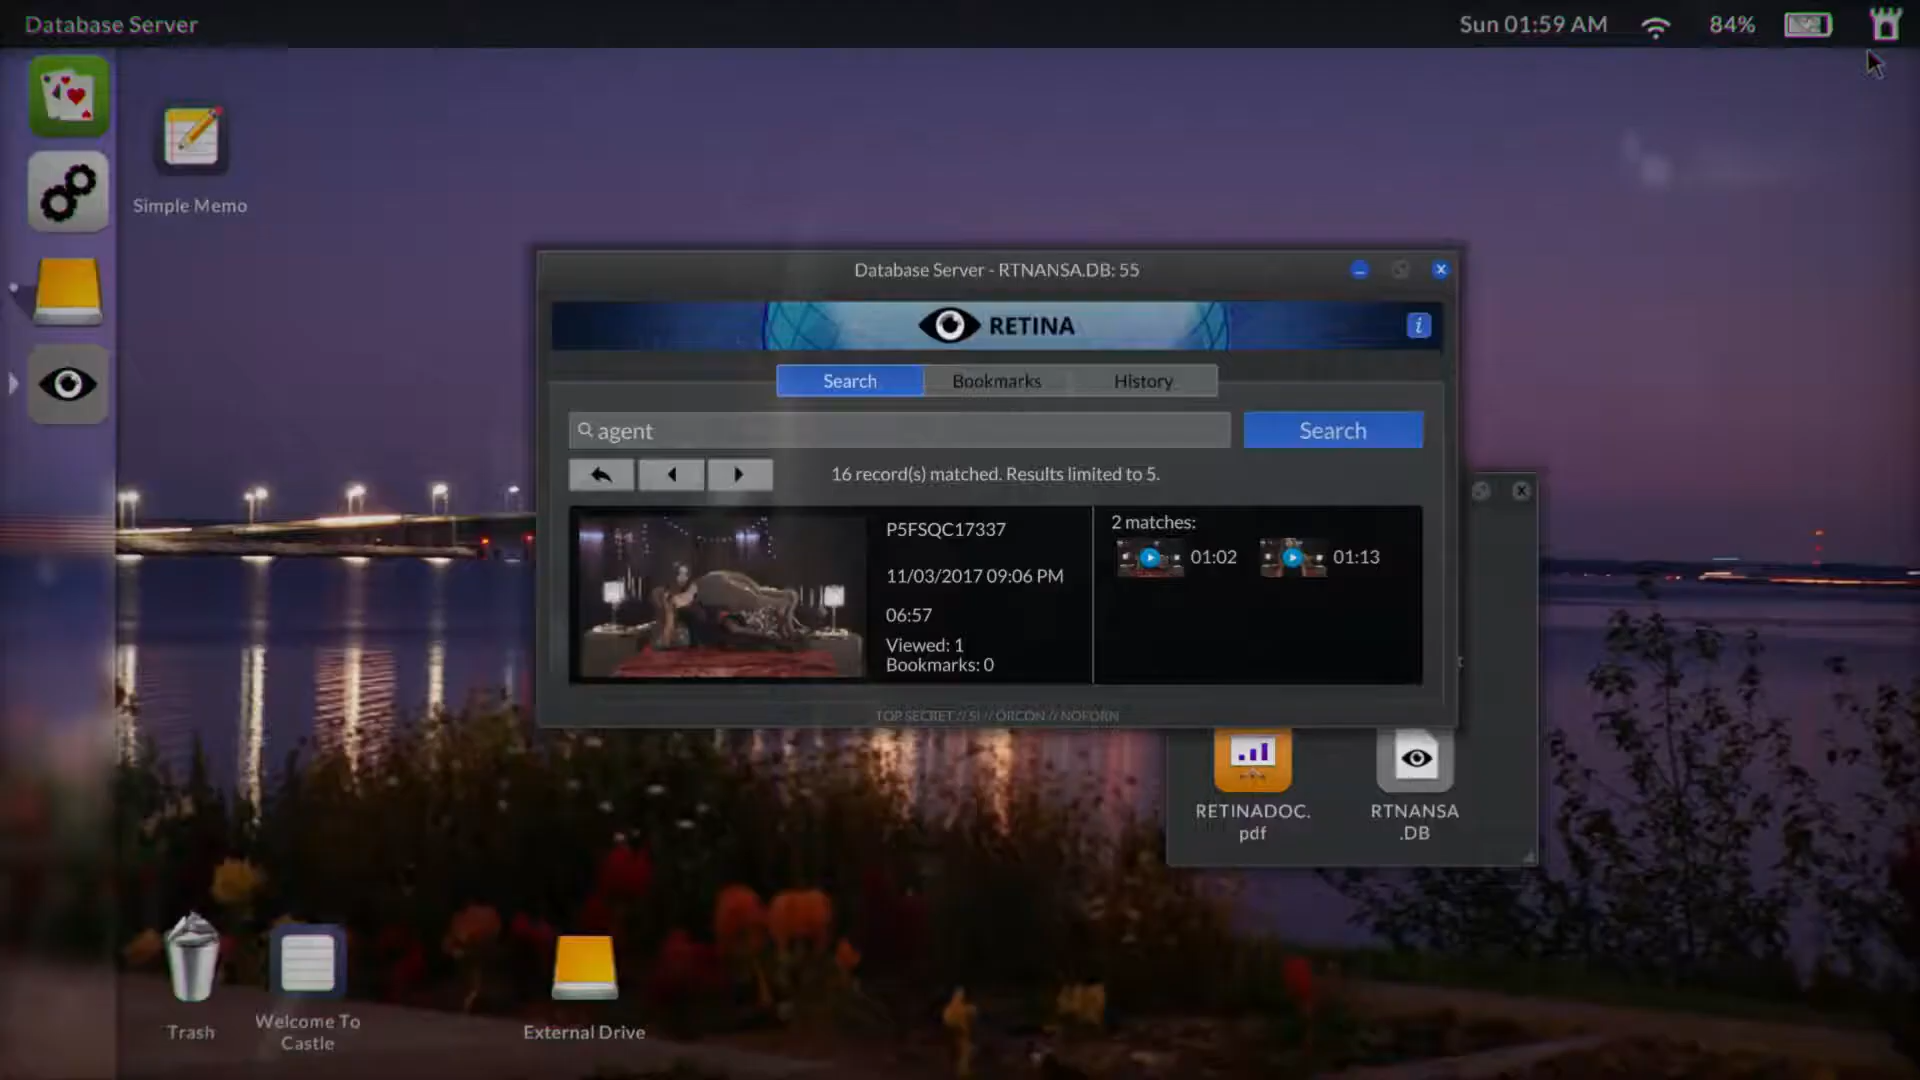 Database Server
Sun 01:59 AM
84%
Simple Memo
Database Server - RTNANSA.DB: 55
RETINA
i
Search
Bookmarks
History
agent
Search
16 record(s) matched. Results limited to 5.
P5FSQC17337
11/03/2017 09:06 PM
06:57
Viewed: 1
Bookmarks: 0
2 matches:
01:02
01:13
TOP SECRET // SI // ORCON // NOFORN
RETINADOC.
pdf
RTNANSA
.DB
Trash
Welcome To
Castle
External Drive